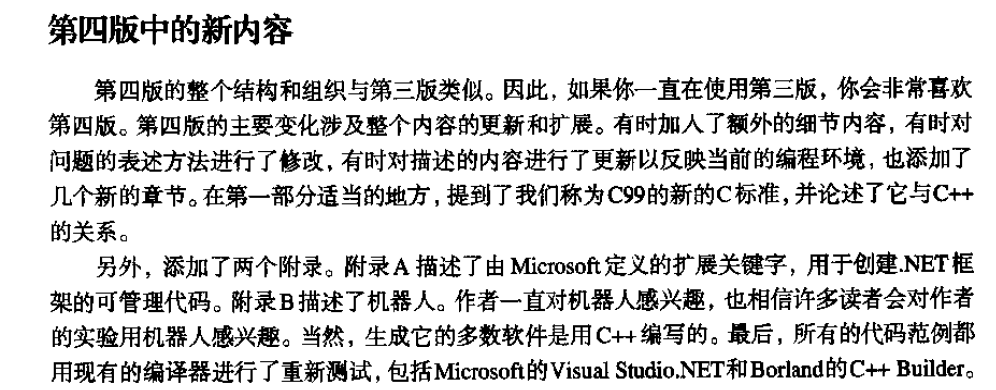 第四版中的新内容
第四版的整个结构和组织与第三版类似。因此，如果你一直在使用第三版，你会非常喜欢
第四版。第四版的主要变化涉及整个内容的更新和扩展。有时加人了额外的细节内容，有时对
问题的表述方法进行了修改，有时对描述的内容进行了更新以反映当前的编程环境，也添加了
几个新的章节。在第一部分适当的地方，提到了我们称为C99的新的C标准，并论述了它与C++
的关系。
另外，添加了两个附录。附录A 描述了由 Microsoft 定义的扩展关键字，用于创建.NET 框
架的可管理代码。附录B 描述了机器人。作者一直对机器人感兴趣，也相信许多读者会对作者
的实验用机器人感兴趣。当然，生成它的多数软件是用 C++ 编写的。最后，所有的代码范例都
用现有的编译器进行了重新测试，包括Microsoft的Visual Studio.NET和Borland的C++ Builder。